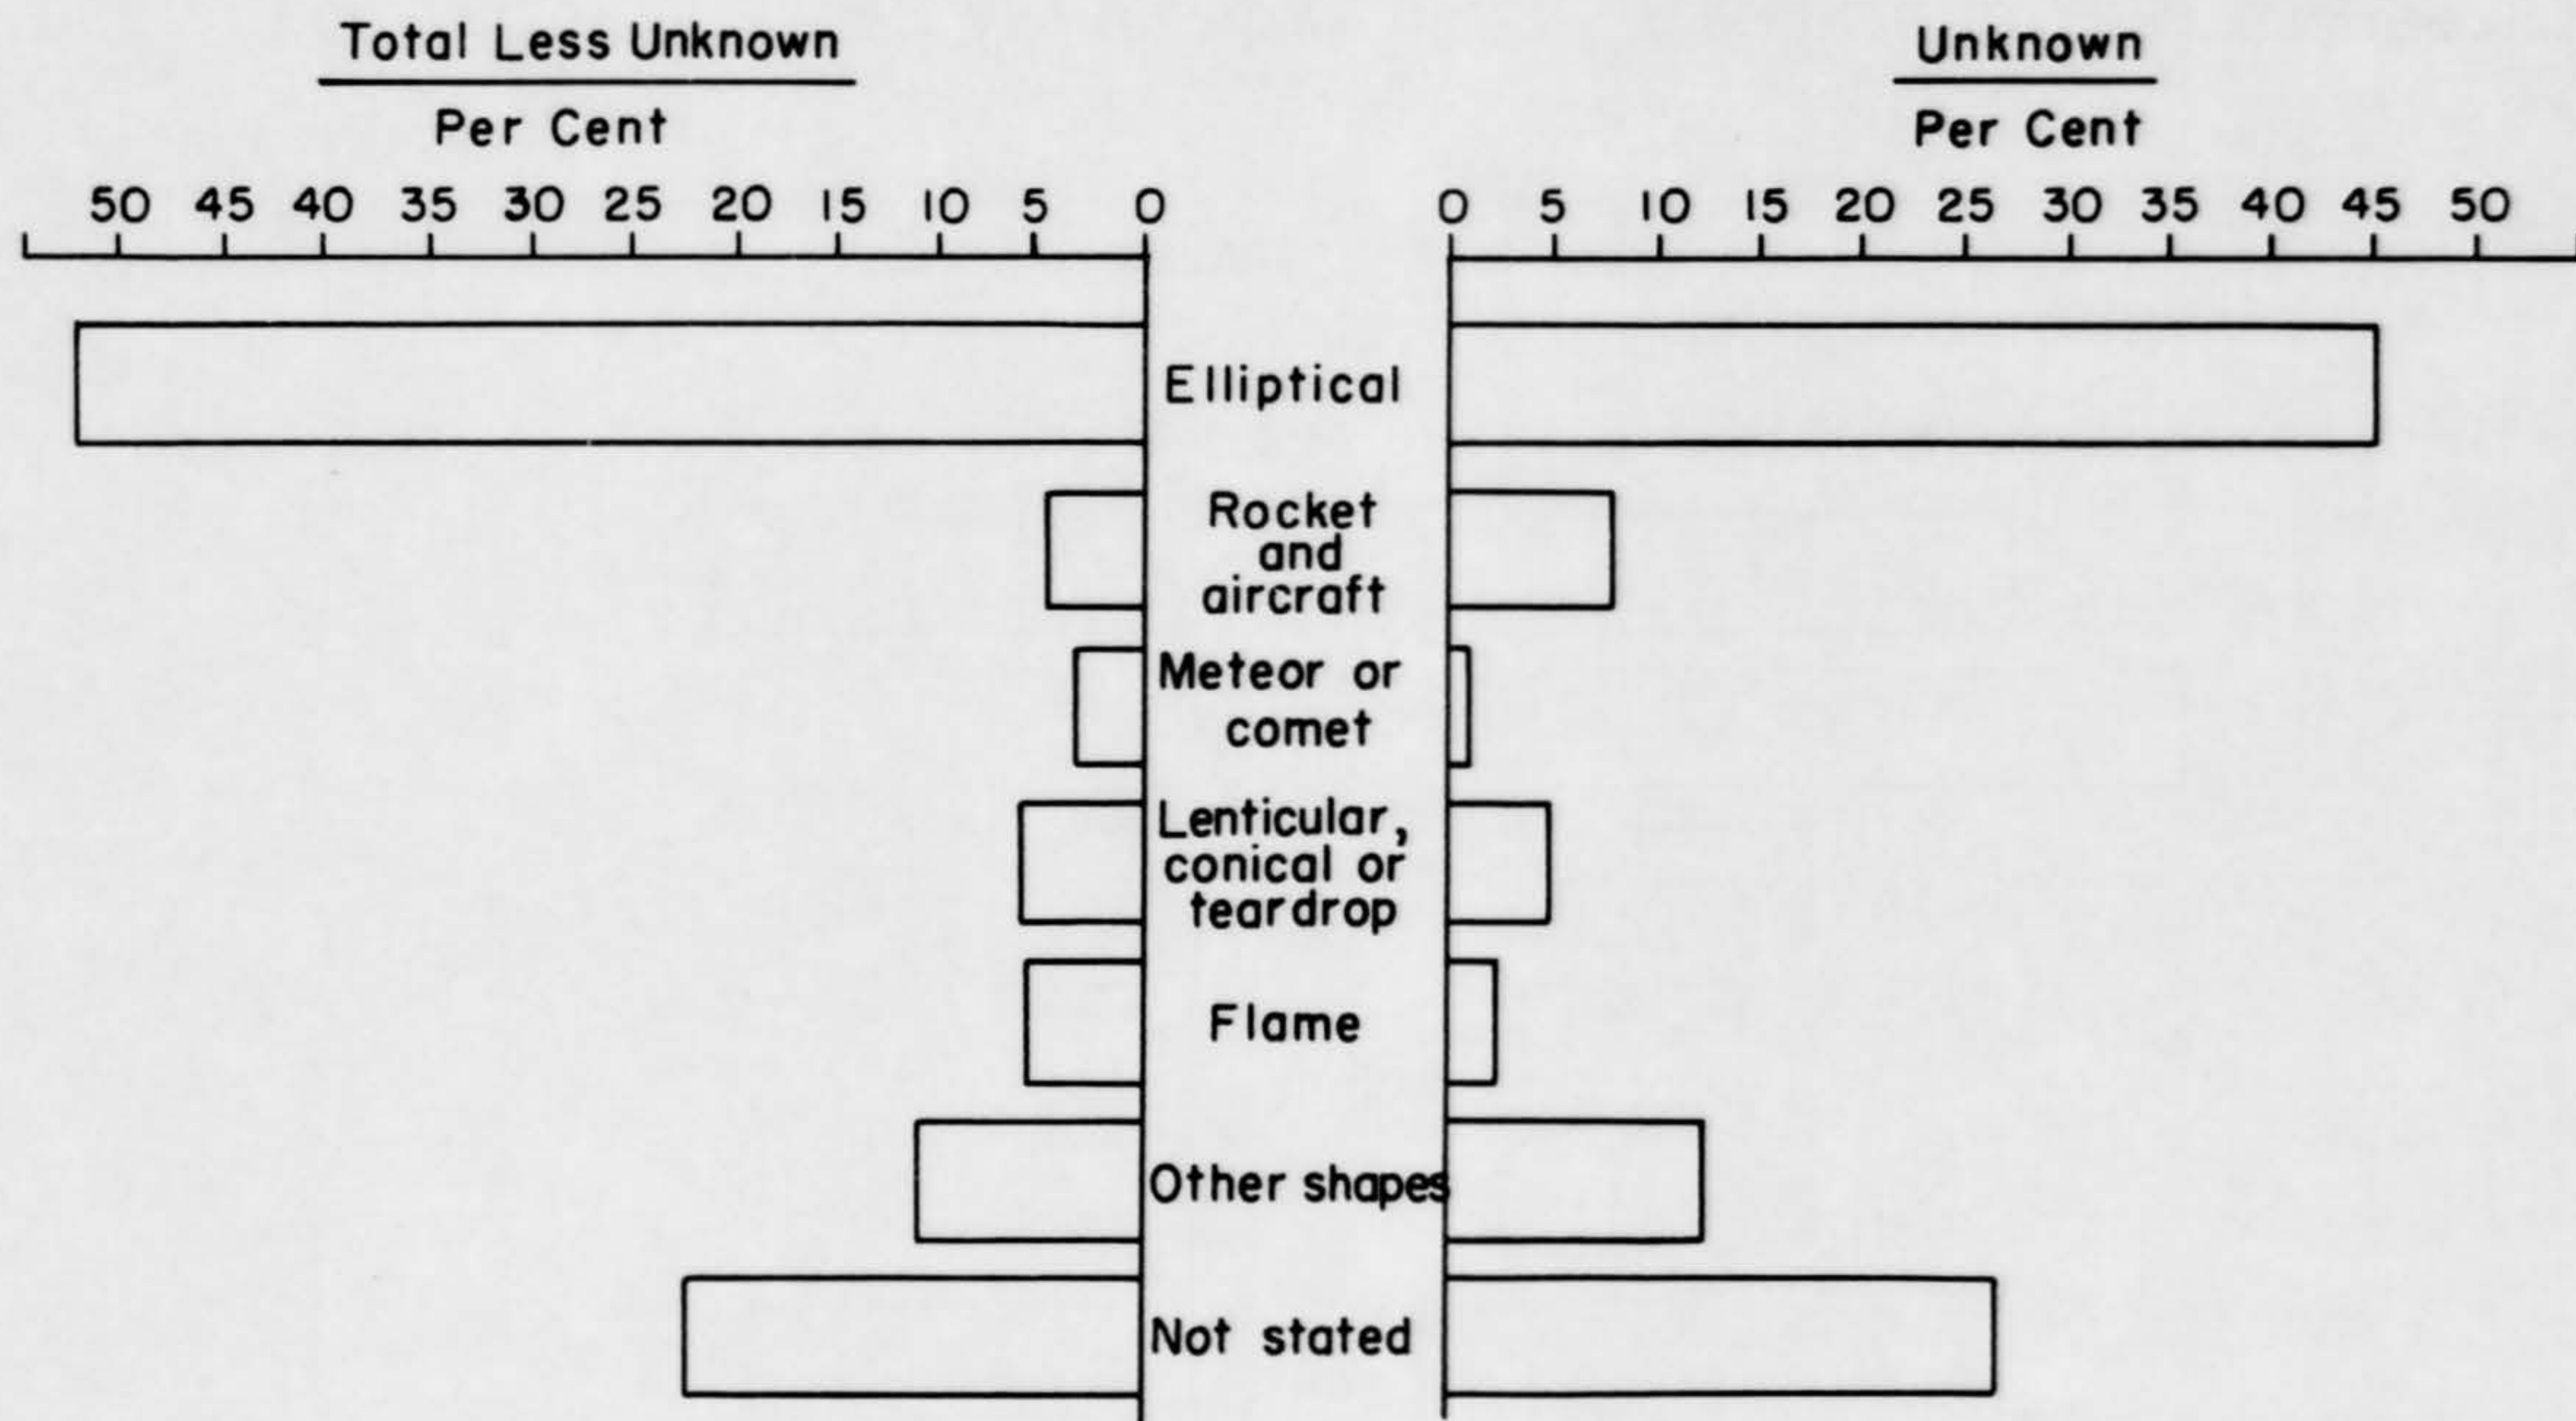 Total Less Unknown
Per Cent
50 45 40 35 30 25 20 15 10 5 0
Unknown
Per Cent
0 5 10 15 20 25 30 35 40 45 50
Elliptical
Rocket
and
aircraft
Meteor or
comet
Lenticular,
conical or
teardrop
Flame
Other shapes
Not stated